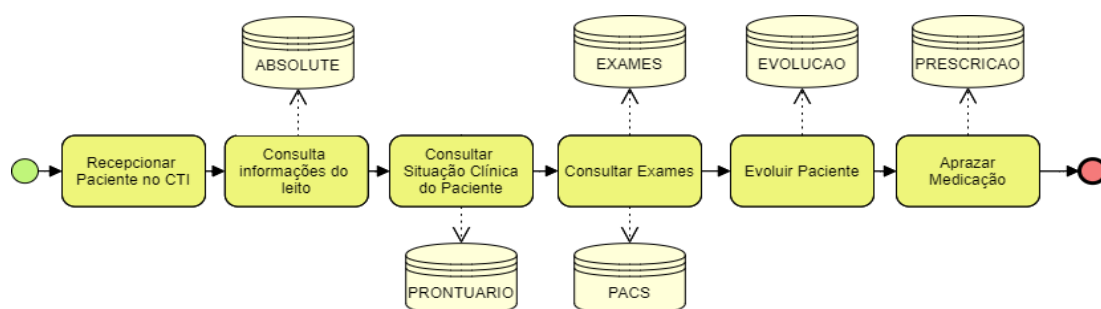 ABSOLUTE
EXAMES
EVOLUCAO
PRESCRICAO
Recepcionar
Paciente no CTI
Consulta
informações do
leito
Consultar
Situação Clínica
do Paciente
Consultar Exames
Evoluir Paciente
Aprazar
Medicação
PRONTUARIO
PACS